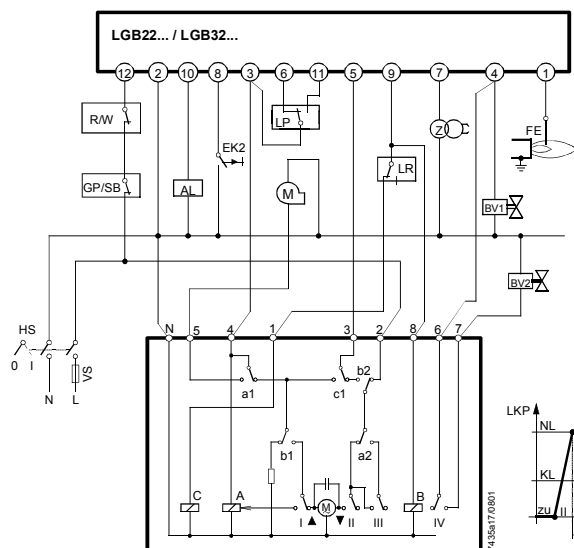 LGB22... / LGB32...
12 2 10 8 3 6 11 5 9 7 4 1
R/W
LP
Z
FE
EK2
LR
GP/SB
AL
M
BV1
BV2
HS
0 I
VS
N L
N 5 4 1 3 2 8 6 7
a1
c1
b2
b1
a2
C
A
I
M
II
III
B
IV
7435a17/0801
LKP
NL
KL
zu
II